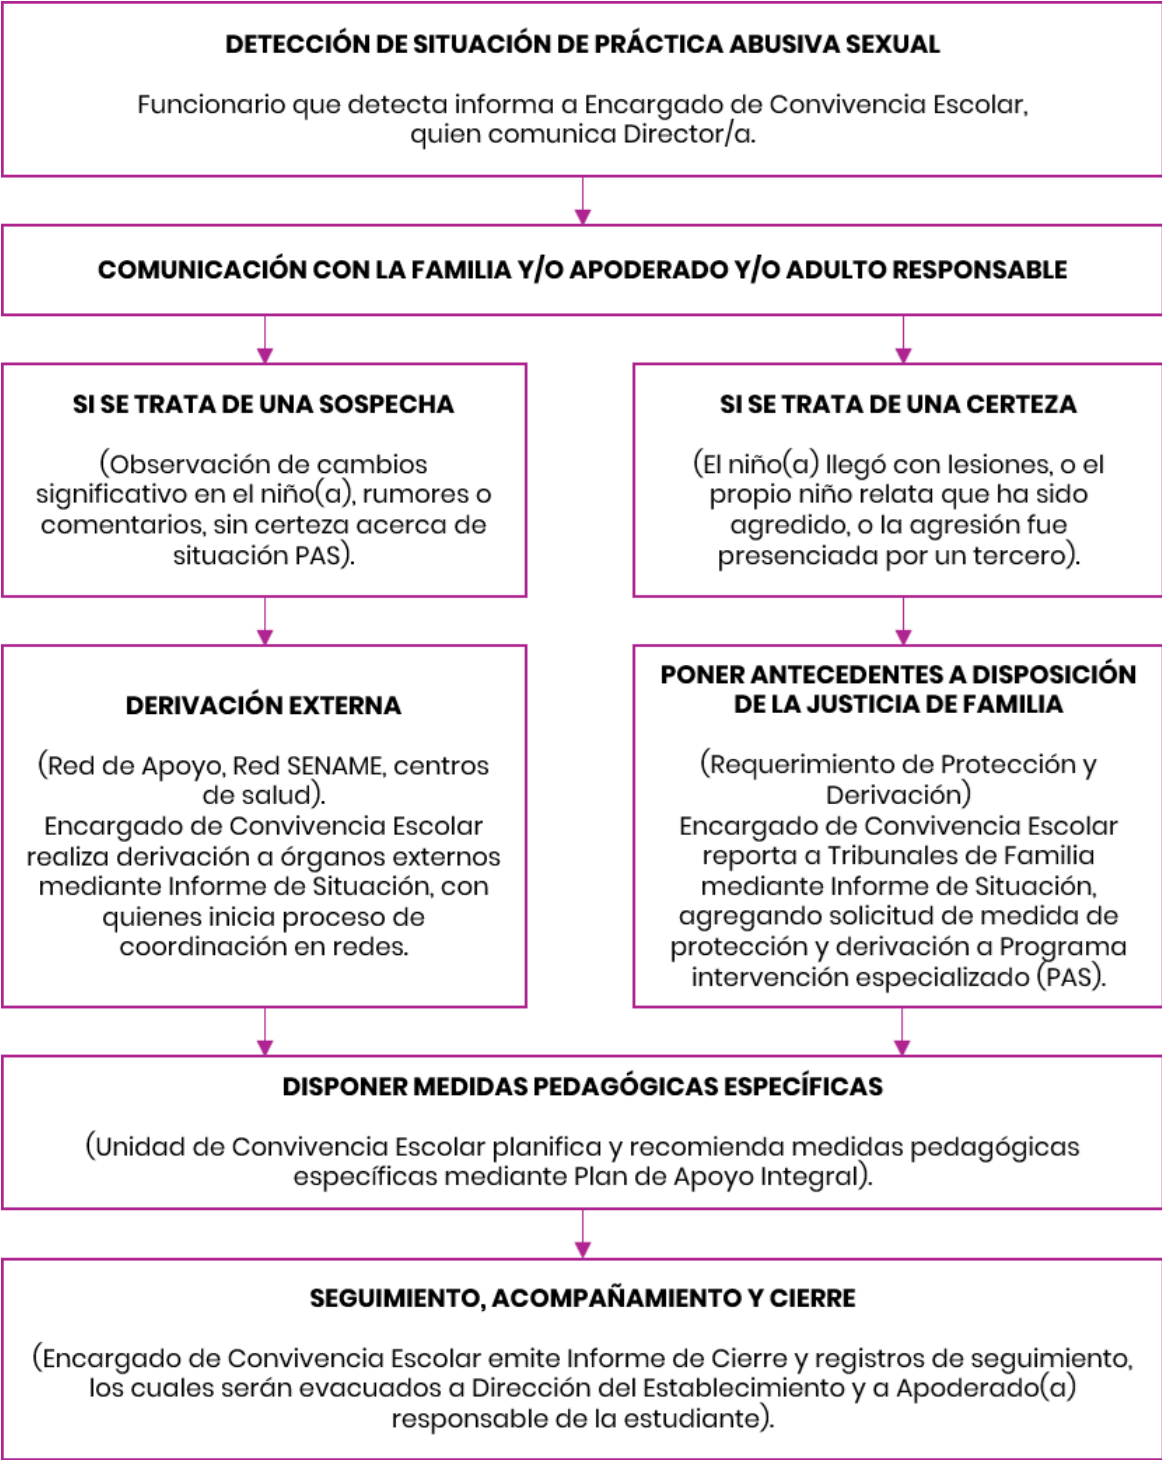 DETECCIÓN DE SITUACIÓN DE PRÁCTICA ABUSIVA SEXUAL
Funcionario que detecta informa a Encargado de Convivencia Escolar,
quien comunica Director/a.
COMUNICACIÓN CON LA FAMILIA Y/O APODERADO Y/O ADULTO RESPONSABLE
SI SE TRATA DE UNA SOSPECHA
(Observación de cambios
significativo en el niño(a), rumores o
comentarios, sin certeza acerca de
situación PAS).
SI SE TRATA DE UNA CERTEZA
(El niño(a) llegó con lesiones, o el
propio niño relata que ha sido
agredido, o la agresión fue
presenciada por un tercero).
DERIVACIÓN EXTERNA
(Red de Apoyo, Red SENAME, centros
de salud).
Encargado de Convivencia Escolar
realiza derivación a órganos externos
mediante Informe de Situación, con
quienes inicia proceso de
coordinación en redes.
PONER ANTECEDENTES A DISPOSICIÓN
DE LA JUSTICIA DE FAMILIA
(Requerimiento de Protección y
Derivación)
Encargado de Convivencia Escolar
reporta a Tribunales de Familia
mediante Informe de Situación,
agregando solicitud de medida de
protección y derivación a Programa
intervención especializado (PAS).
DISPONER MEDIDAS PEDAGÓGICAS ESPECÍFICAS
(Unidad de Convivencia Escolar planifica y recomienda medidas pedagógicas
específicas mediante Plan de Apoyo Integral).
SEGUIMIENTO, ACOMPAÑAMIENTO Y CIERRE
(Encargado de Convivencia Escolar emite Informe de Cierre y registros de seguimiento,
los cuales serán evacuados a Dirección del Establecimiento y a Apoderado(a)
responsable de la estudiante).